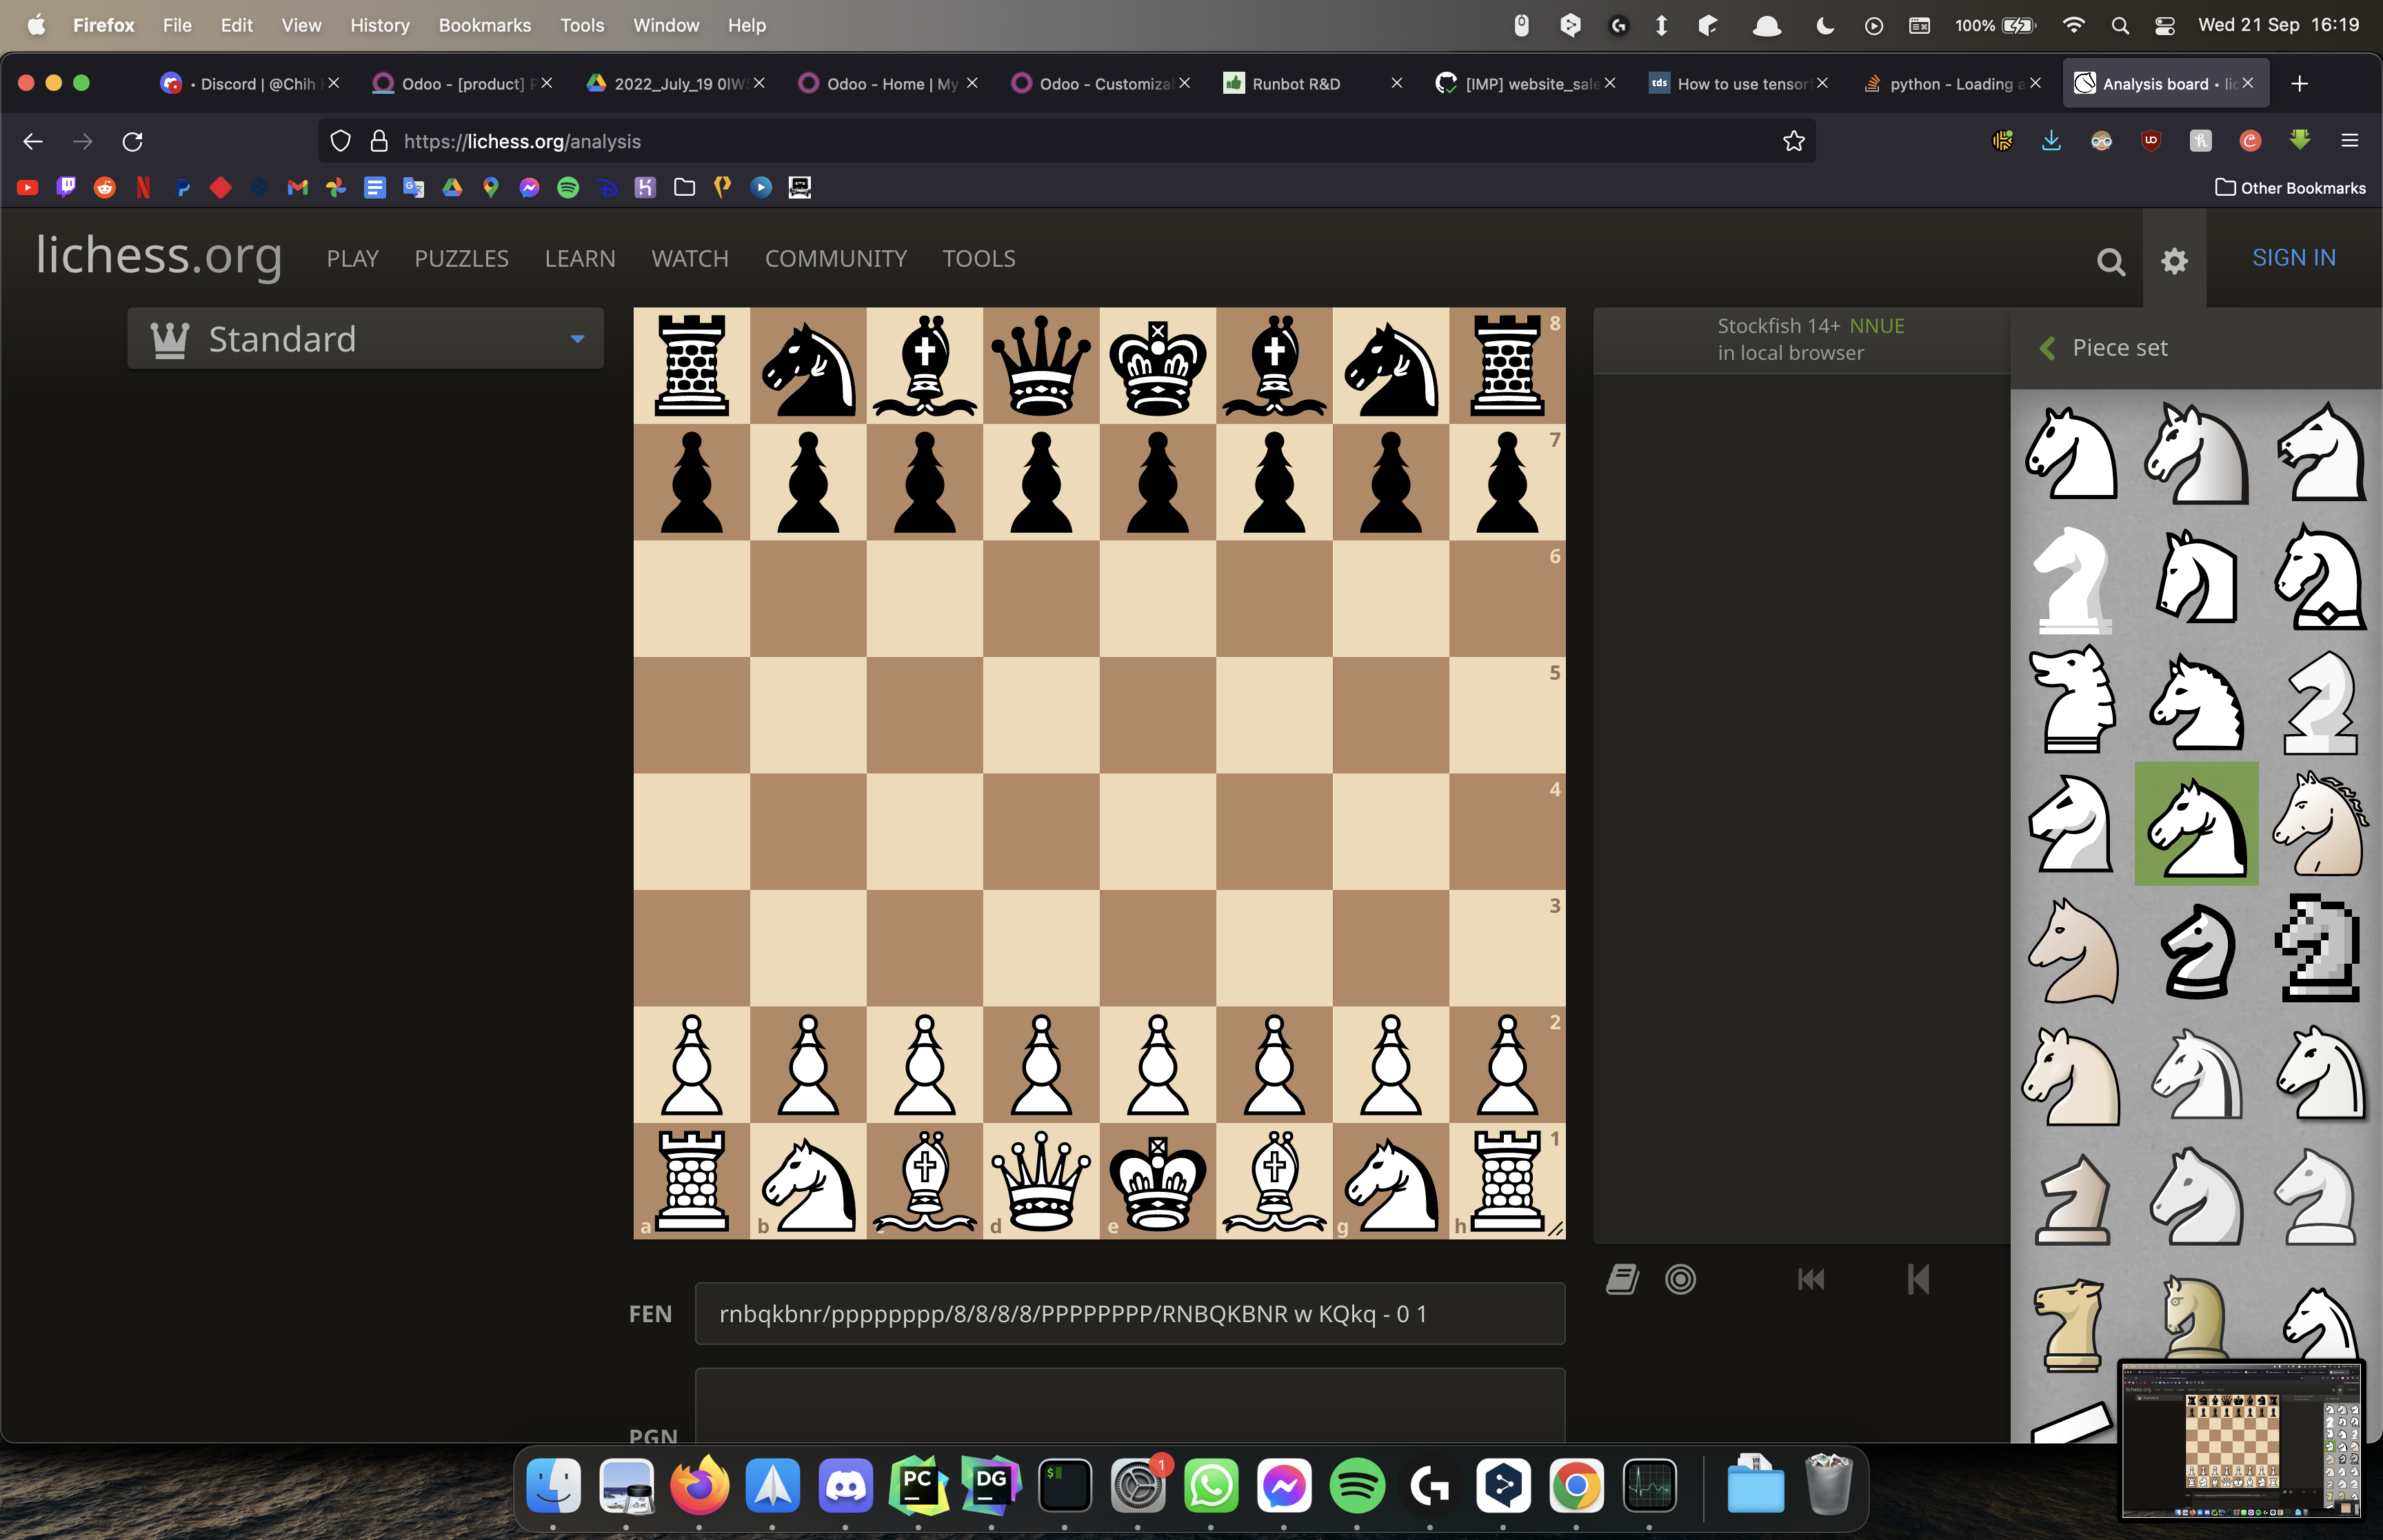 Firefox File Edit View History Bookmarks Tools Window Help 100% Wed 21 Sep 16:19
• Discord | @Chih Odoo - [product] P 2022_July_19 Odoo - Home | My Odoo - Customiza Runbot R&D [IMP] website_sale tds How to use tensor python - Loading a Analysis board • lic
https://lichess.org/analysis
Other Bookmarks
lichess.org PLAY PUZZLES LEARN WATCH COMMUNITY TOOLS SIGN IN
Standard
Stockfish 14+ NNUE
in local browser
Piece set
8
7
6
5
4
3
2
1
a b c d e g h
FEN rnbqkbnr/pppppppp/8/8/8/8/PPPPPPPP/RNBQKBNR w KQkq - 0 1
PGN
PC DG $ 1